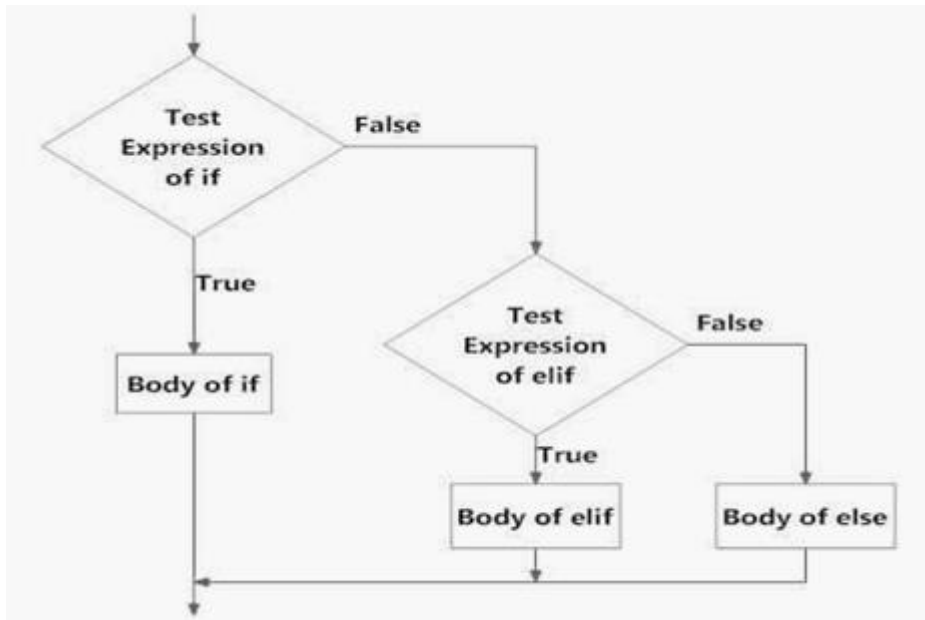 Test
Expression
of if
False
True
Body of if
Test
Expression
of elif
False
True
Body of elif
Body of else